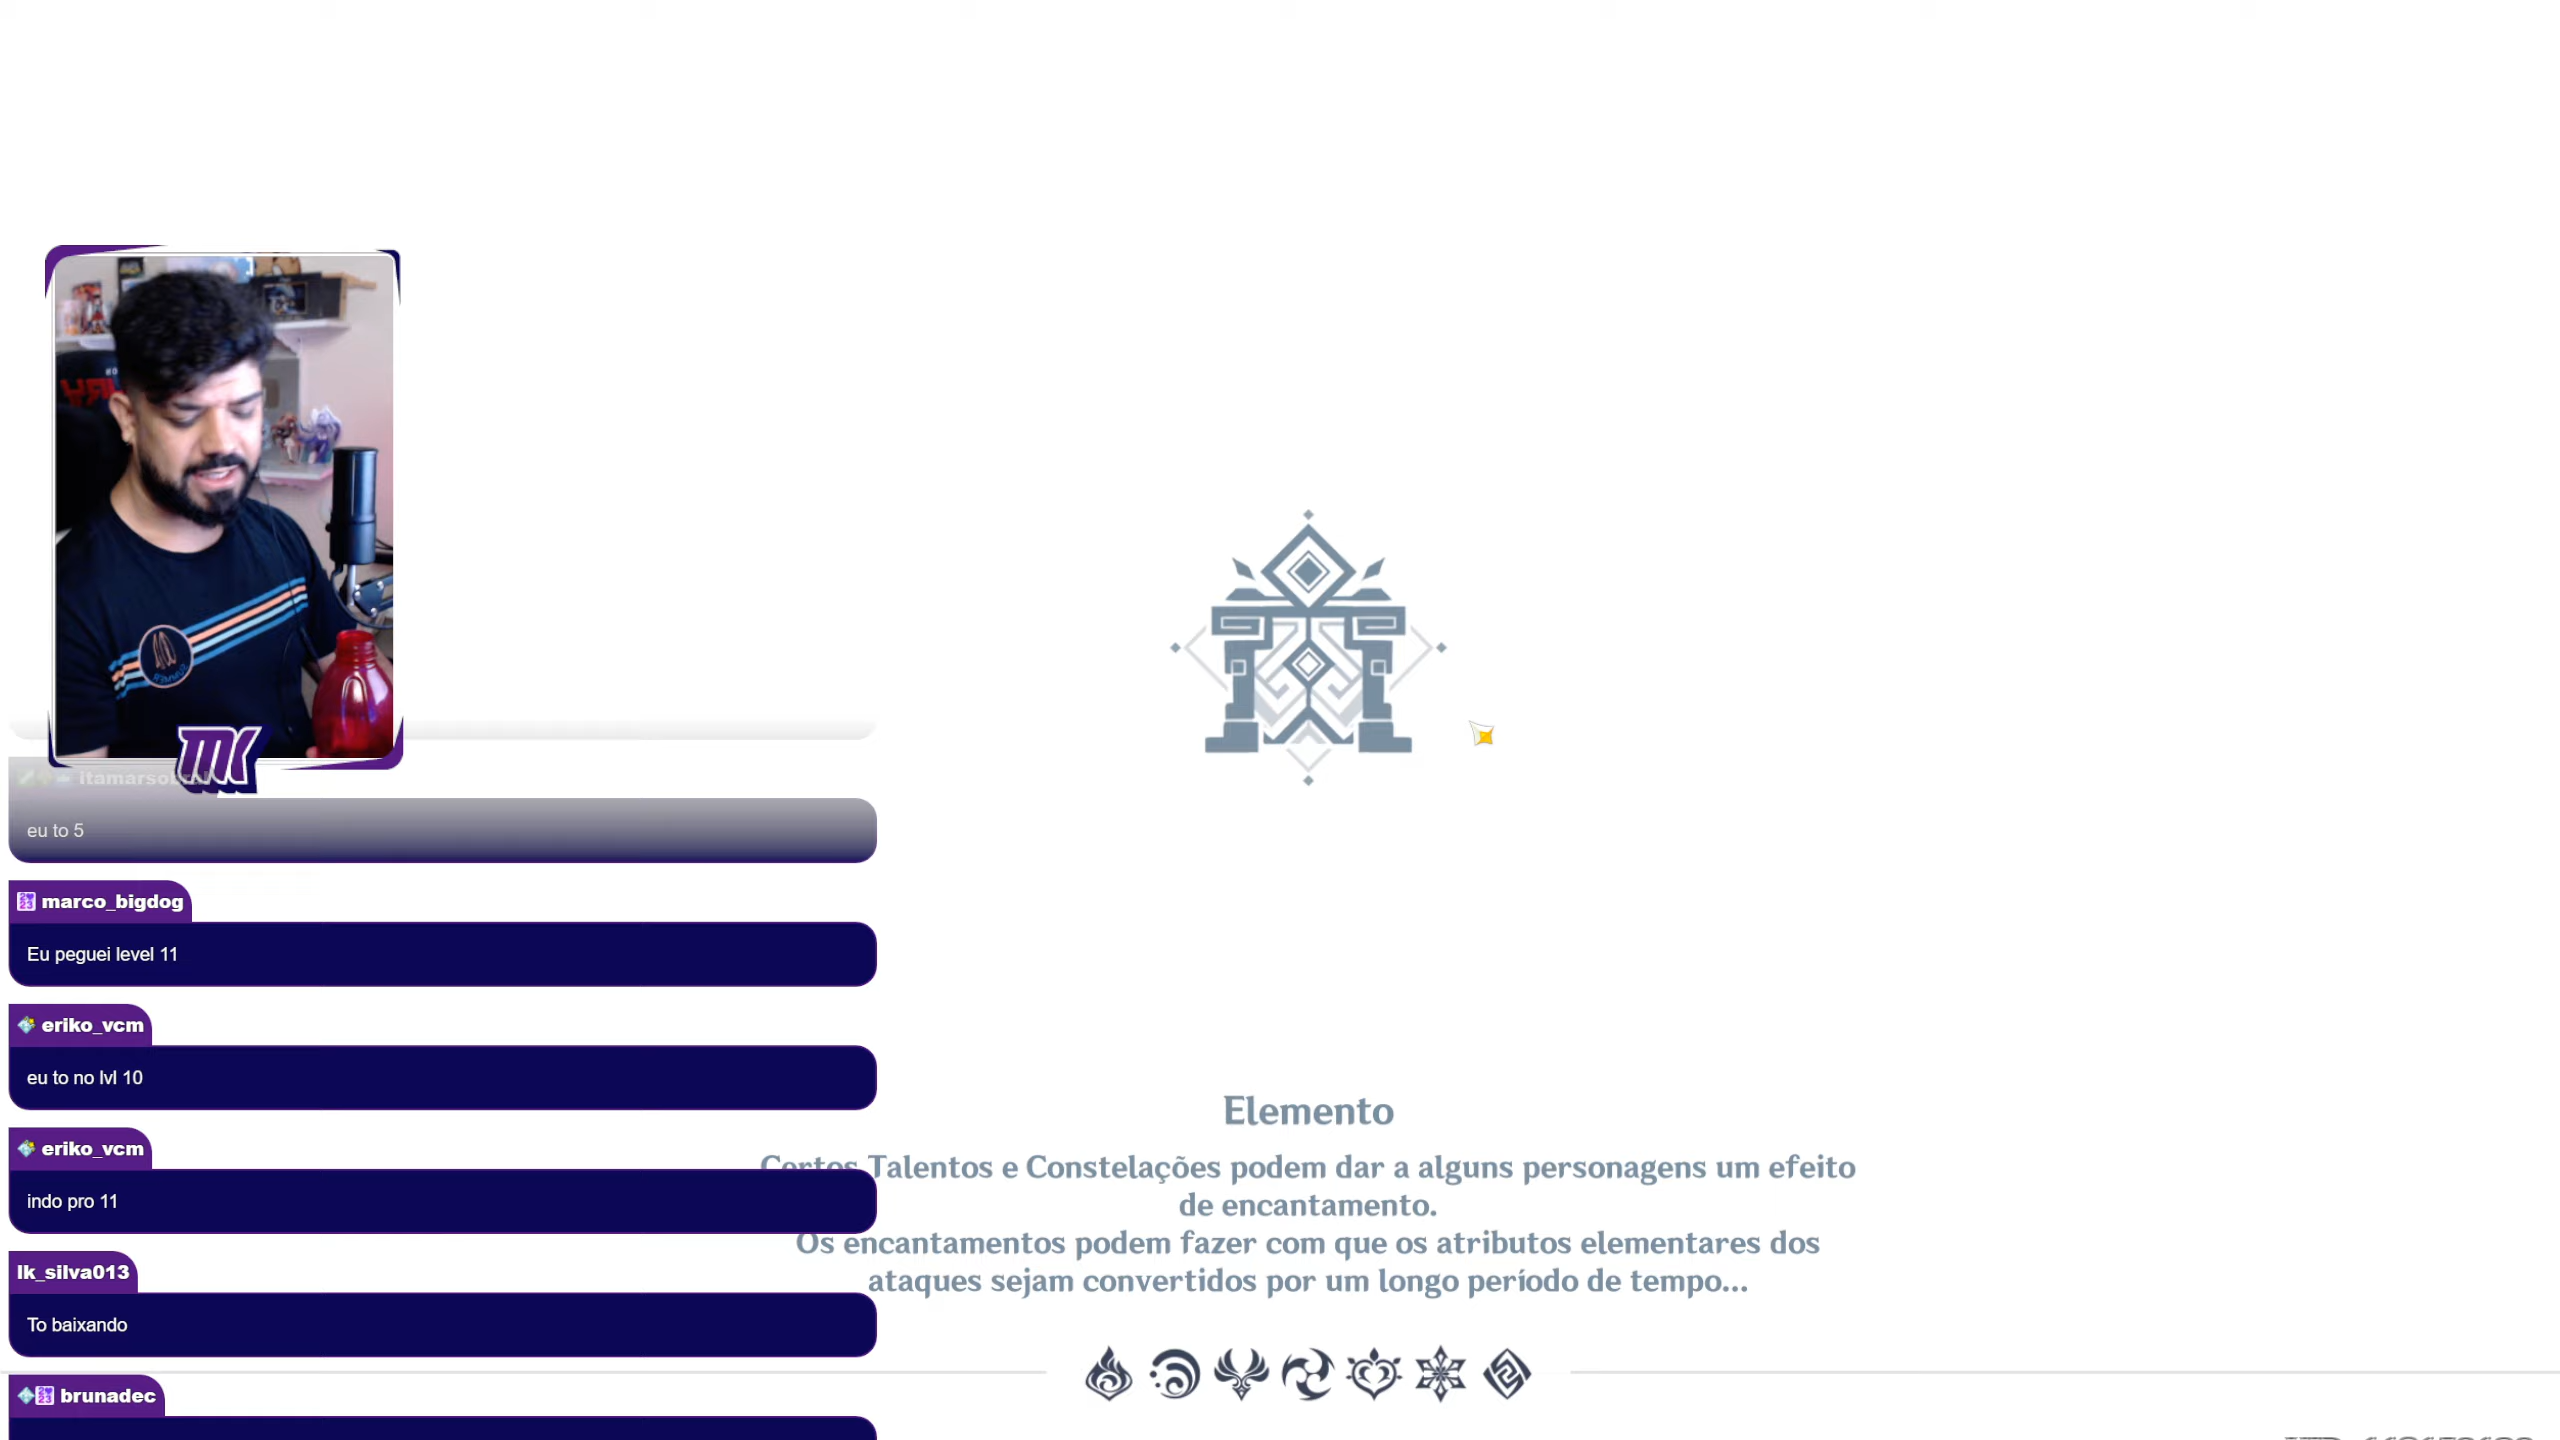 eu to 5
marco_bigdog
Eu peguei level 11
eriko_vcm
eu to no lvl 10
eriko_vcm
indo pro 11
lk_silva013
To baixando
brunadec
Elemento
Certos Talentos e Constelações podem dar a alguns personagens um efeito
de encantamento.
Os encantamentos podem fazer com que os atributos elementares dos
ataques sejam convertidos por um longo período de tempo...